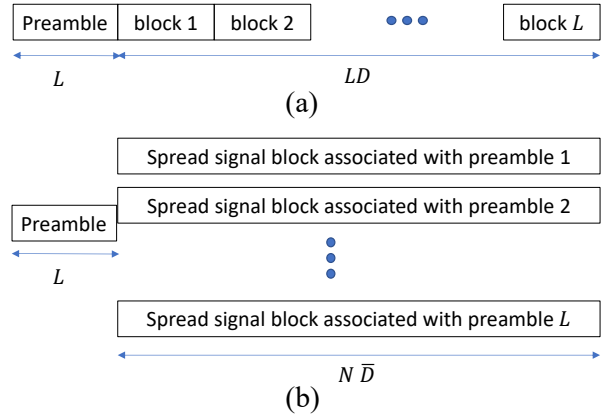 Preamble block 1 block 2 block L
L LD
(a)
Spread signal block associated with preamble 1
Spread signal block associated with preamble 2
Preamble
L
Spread signal block associated with preamble L
N D̅
(b)